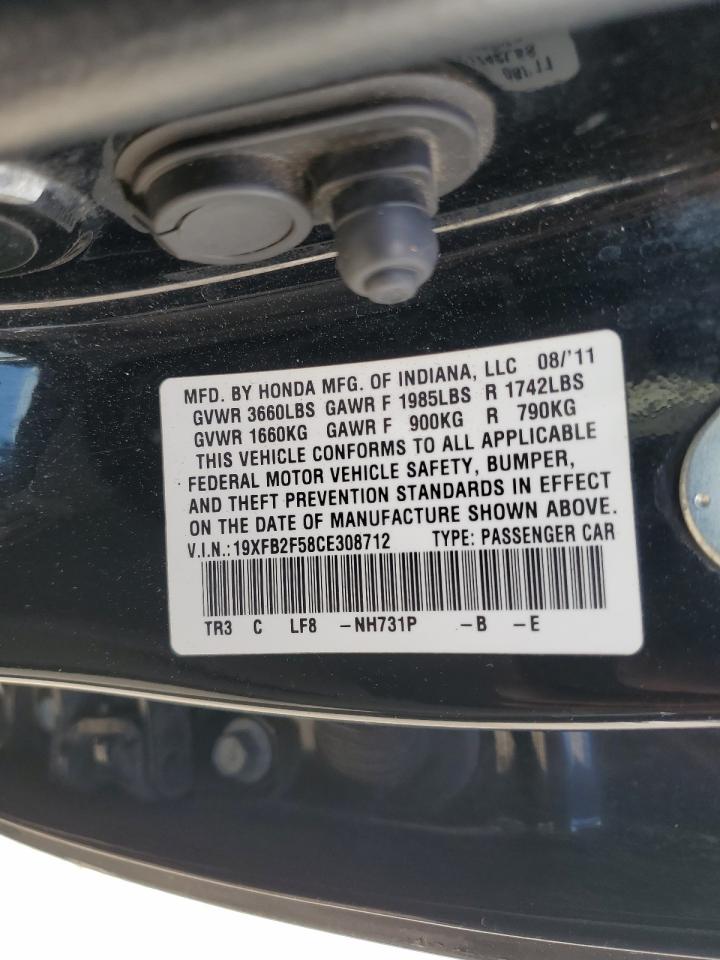 MFD. BY HONDA MFG. OF INDIANA, LLC 08/'11
GVWR 3660LBS GAWR F 1985LBS R 1742LBS
GVWR 1660KG GAWR F 900KG R 790KG
THIS VEHICLE CONFORMS TO ALL APPLICABLE
FEDERAL MOTOR VEHICLE SAFETY, BUMPER,
AND THEFT PREVENTION STANDARDS IN EFFECT
ON THE DATE OF MANUFACTURE SHOWN ABOVE.
V.I.N.:19XFB2F58CE308712 TYPE: PASSENGER CAR
TR3 C LF8 -NH731P -B -E